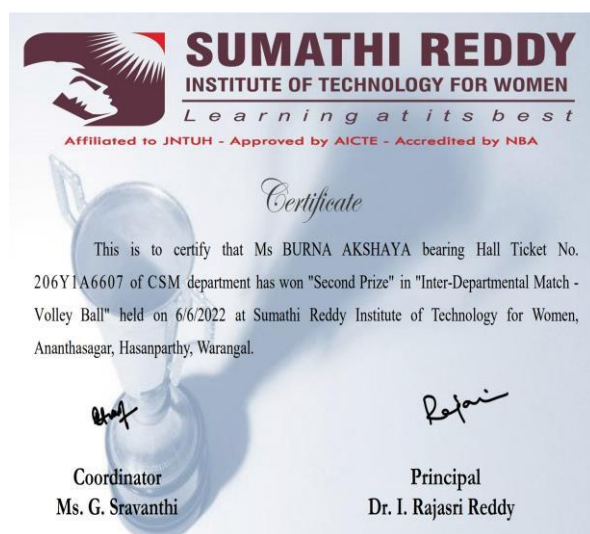 SUMATHI REDDY
INSTITUTE OF TECHNOLOGY FOR WOMEN
Learning at its best
Affiliated to JNTUH - Approved by AICTE - Accredited by NBA
Certificate
This is to certify that Ms BURNA AKSHAYA bearing Hall Ticket No.
206Y1A6607 of CSM department has won "Second Prize" in "Inter-Departmental Match -
Volley Ball" held on 6/6/2022 at Sumathi Reddy Institute of Technology for Women,
Ananthasagar, Hasanparthy, Warangal.
Coordinator
Ms. G. Sravanthi
Principal
Dr. I. Rajasri Reddy